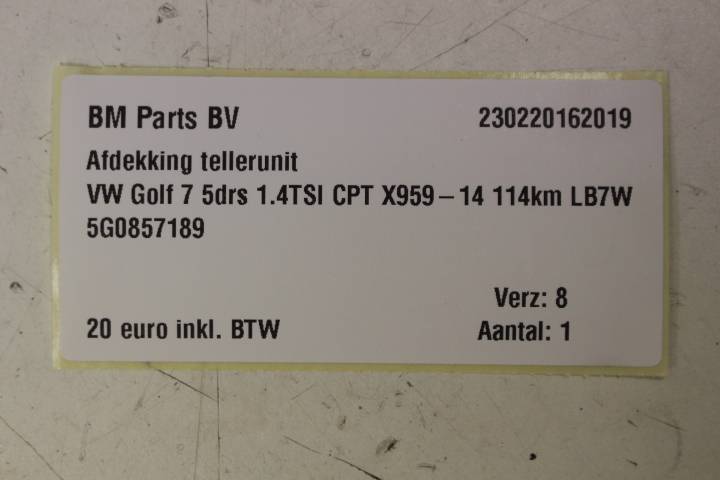 BM Parts BV 230220162019
Afdekking tellerunit
VW Golf 7 5drs 1.4TSI CPT X959-14 114km LB7W
5G0857189
Verz: 8
20 euro inkl. BTW Aantal: 1